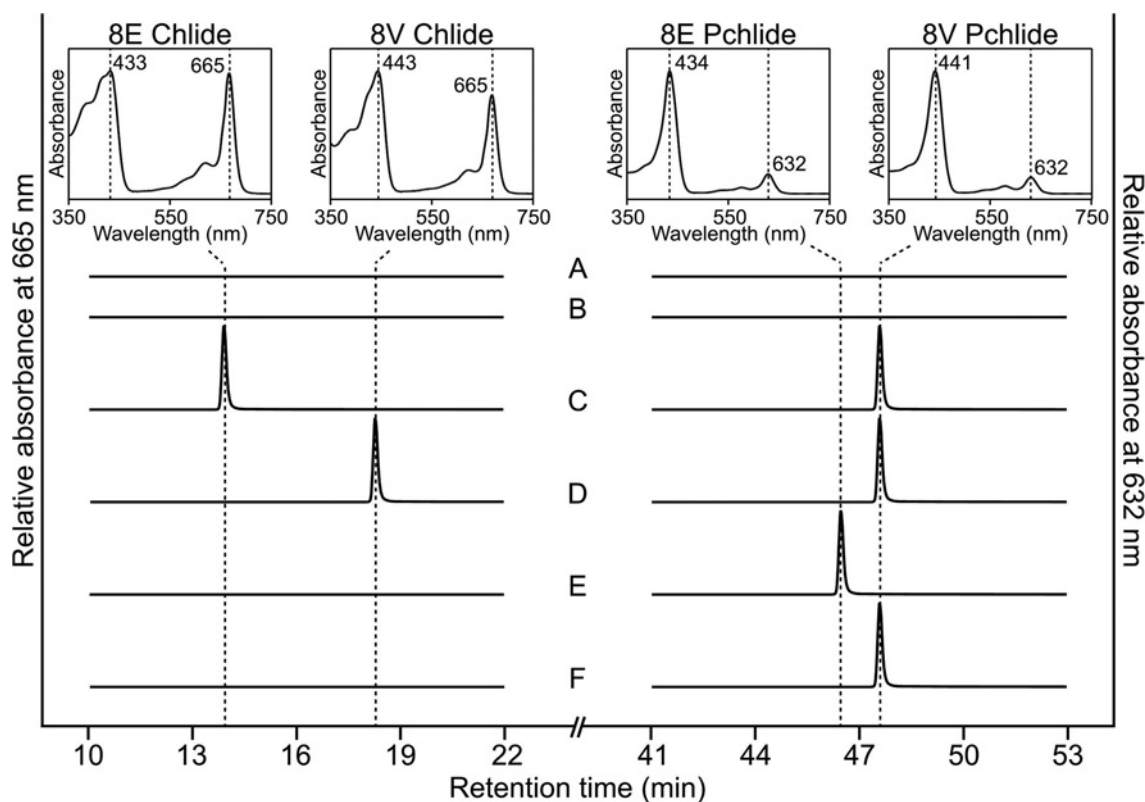 8E Chlide
8V Chlide
8E Pchlide
8V Pchlide
433
665
443
665
434
632
441
632
Absorbance
Absorbance
Absorbance
Absorbance
350 550 750
350 550 750
350 550 750
350 550 750
Wavelength (nm)
Wavelength (nm)
Wavelength (nm)
Wavelength (nm)
Relative absorbance at 665 nm
Relative absorbance at 632 nm
A
B
C
D
E
F
10 13 16 19 22 // 41 44 47 50 53
Retention time (min)